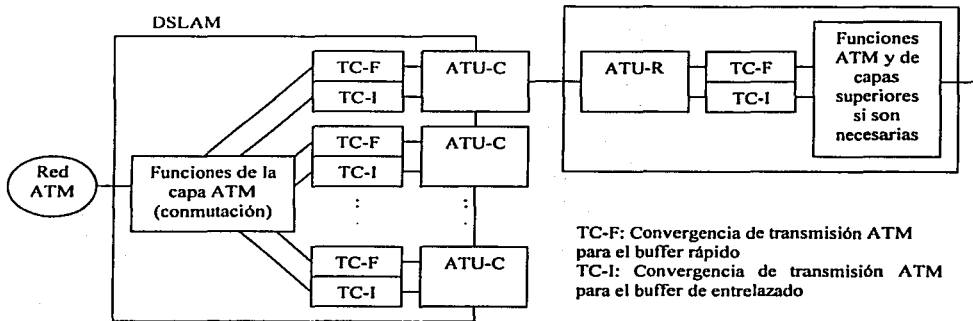 DSLAM
Red
ATM
Funciones de la
capa ATM
(conmutación)
TC-F
TC-I
ATU-C
TC-F
TC-I
ATU-C
TC-F
TC-I
ATU-C
ATU-R
TC-F
TC-I
Funciones
ATM y de
capas
superiores
si son
necesarias
TC-F: Convergencia de transmisión ATM
para el buffer rápido
TC-I: Convergencia de transmisión ATM
para el buffer de entrelazado